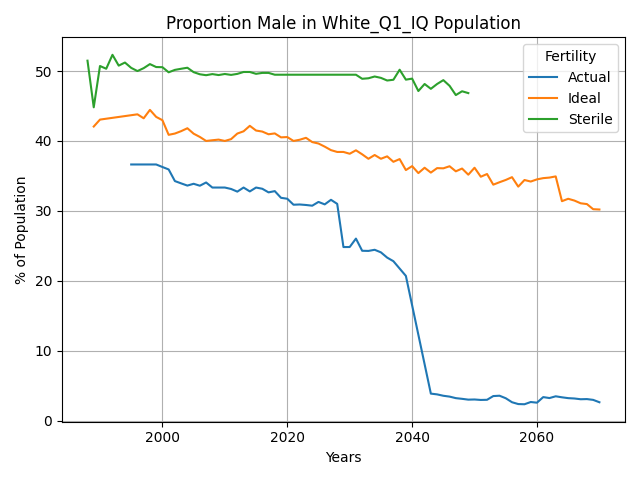 Proportion Male in White_Q1_IQ Population
Fertility
Actual
Ideal
Sterile
% of Population
50
40
30
20
10
0
2000
2020
2040
2060
Years